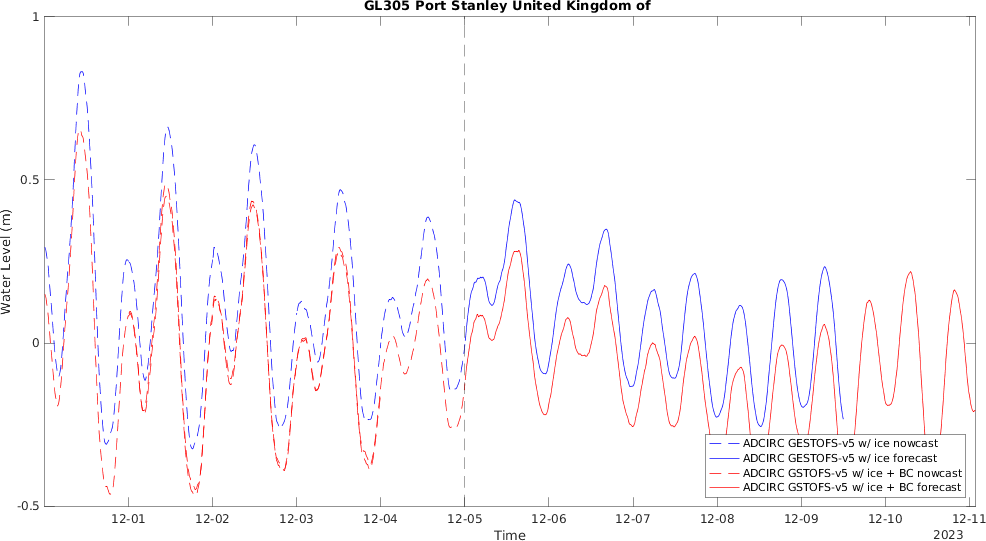 GL305 Port Stanley United Kingdom of
Water Level (m)
1
0.5
0
-0.5
12-01 12-02 12-03 12-04 12-05 12-06 12-07 12-08 12-09 12-10 12-11
Time
2023
ADCIRC GESTOFS-v5 w/ ice nowcast
ADCIRC GESTOFS-v5 w/ ice forecast
ADCIRC GSTOFS-v5 w/ ice + BC nowcast
ADCIRC GSTOFS-v5 w/ ice + BC forecast